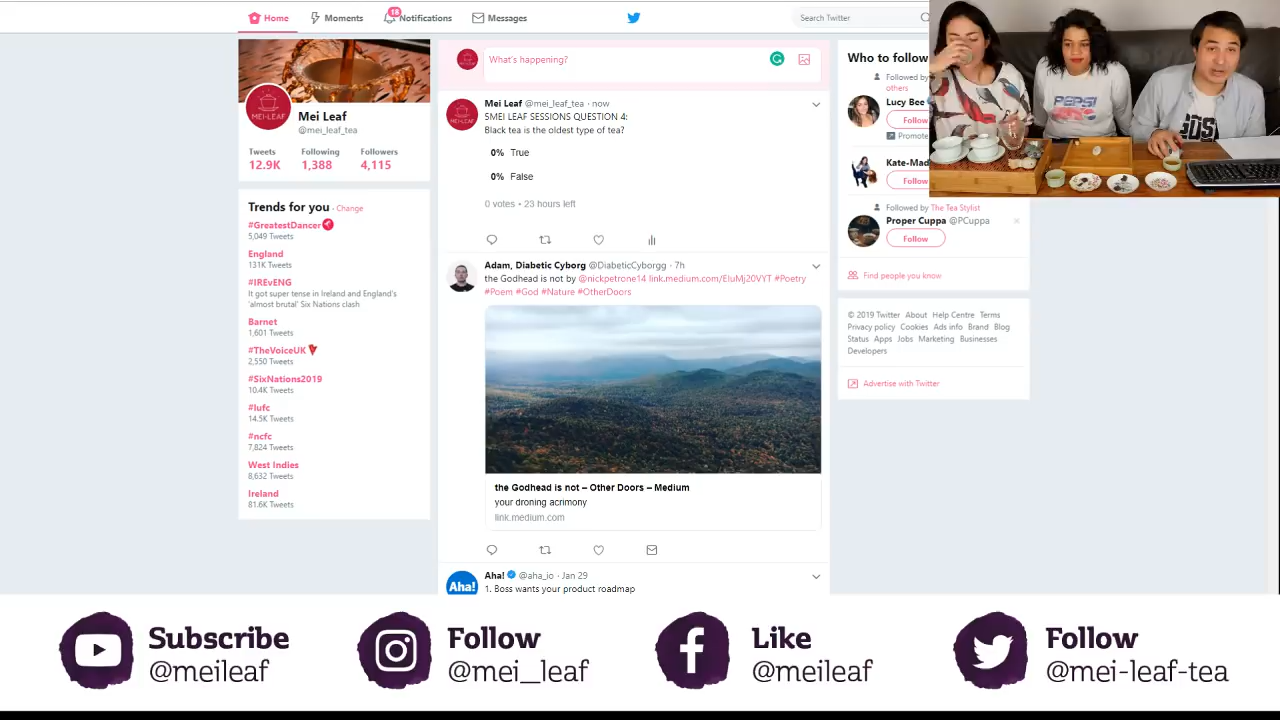 Home
Moments
18
Notifications
Messages
Search Twitter
MEI·LEAF
Mei Leaf
@mei_leaf_tea
Tweets Following Followers
12.9K 1,388 4,115
Trends for you · Change
#GreatestDancer
5,049 Tweets
England
131K Tweets
#IREvENG
It got super tense in Ireland and England's
'almost brutal' Six Nations clash
Barnet
1,601 Tweets
#TheVoiceUK
2,550 Tweets
#SixNations2019
10.4K Tweets
#lufc
14.5K Tweets
#ncfc
7,824 Tweets
West Indies
8,632 Tweets
Ireland
81.6K Tweets
What's happening?
Mei Leaf @mei_leaf_tea · now
SMEI LEAF SESSIONS QUESTION 4:
Black tea is the oldest type of tea?
0% True
0% False
0 votes · 23 hours left
Adam, Diabetic Cyborg @DiabeticCyborgg · 7h
the Godhead is not by @nickpetrone14 link.medium.com/EluMj20VYT #Poetry
#Poem #God #Nature #OtherDoors
the Godhead is not – Other Doors – Medium
your droning acrimony
link.medium.com
Aha!
Aha! @aha_io · Jan 29
1. Boss wants your product roadmap
Who to follow
Followed by
others
Lucy Bee
Follow
Promote
Kate-Mad
Follow
Followed by The Tea Stylist
Proper Cuppa @PCuppa
Follow
Find people you know
© 2019 Twitter About Help Centre Terms
Privacy policy Cookies Ads info Brand Blog
Status Apps Jobs Marketing Businesses
Developers
Advertise with Twitter
PEPSI
Subscribe
@meileaf
Follow
@mei_leaf
Like
@meileaf
Follow
@mei-leaf-tea